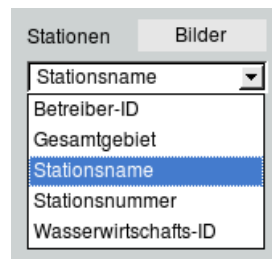 Stationen Bilder
Stationsname
Betreiber-ID
Gesamtgebiet
Stationsname
Stationsnummer
Wasserwirtschafts-ID